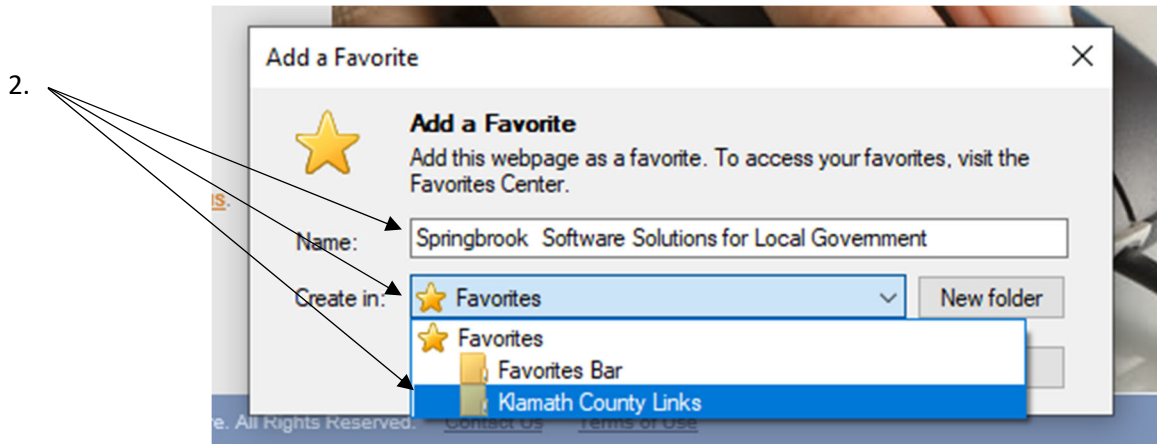 Add a Favorite
2.
Add a Favorite
Add this webpage as a favorite. To access your favorites, visit the
Favorites Center.
s.
Name: Springbrook Software Solutions for Local Government
Create in: Favorites New folder
Favorites
Favorites Bar
Klamath County Links
e. All Rights Reserved. Contact Us Terms of Use